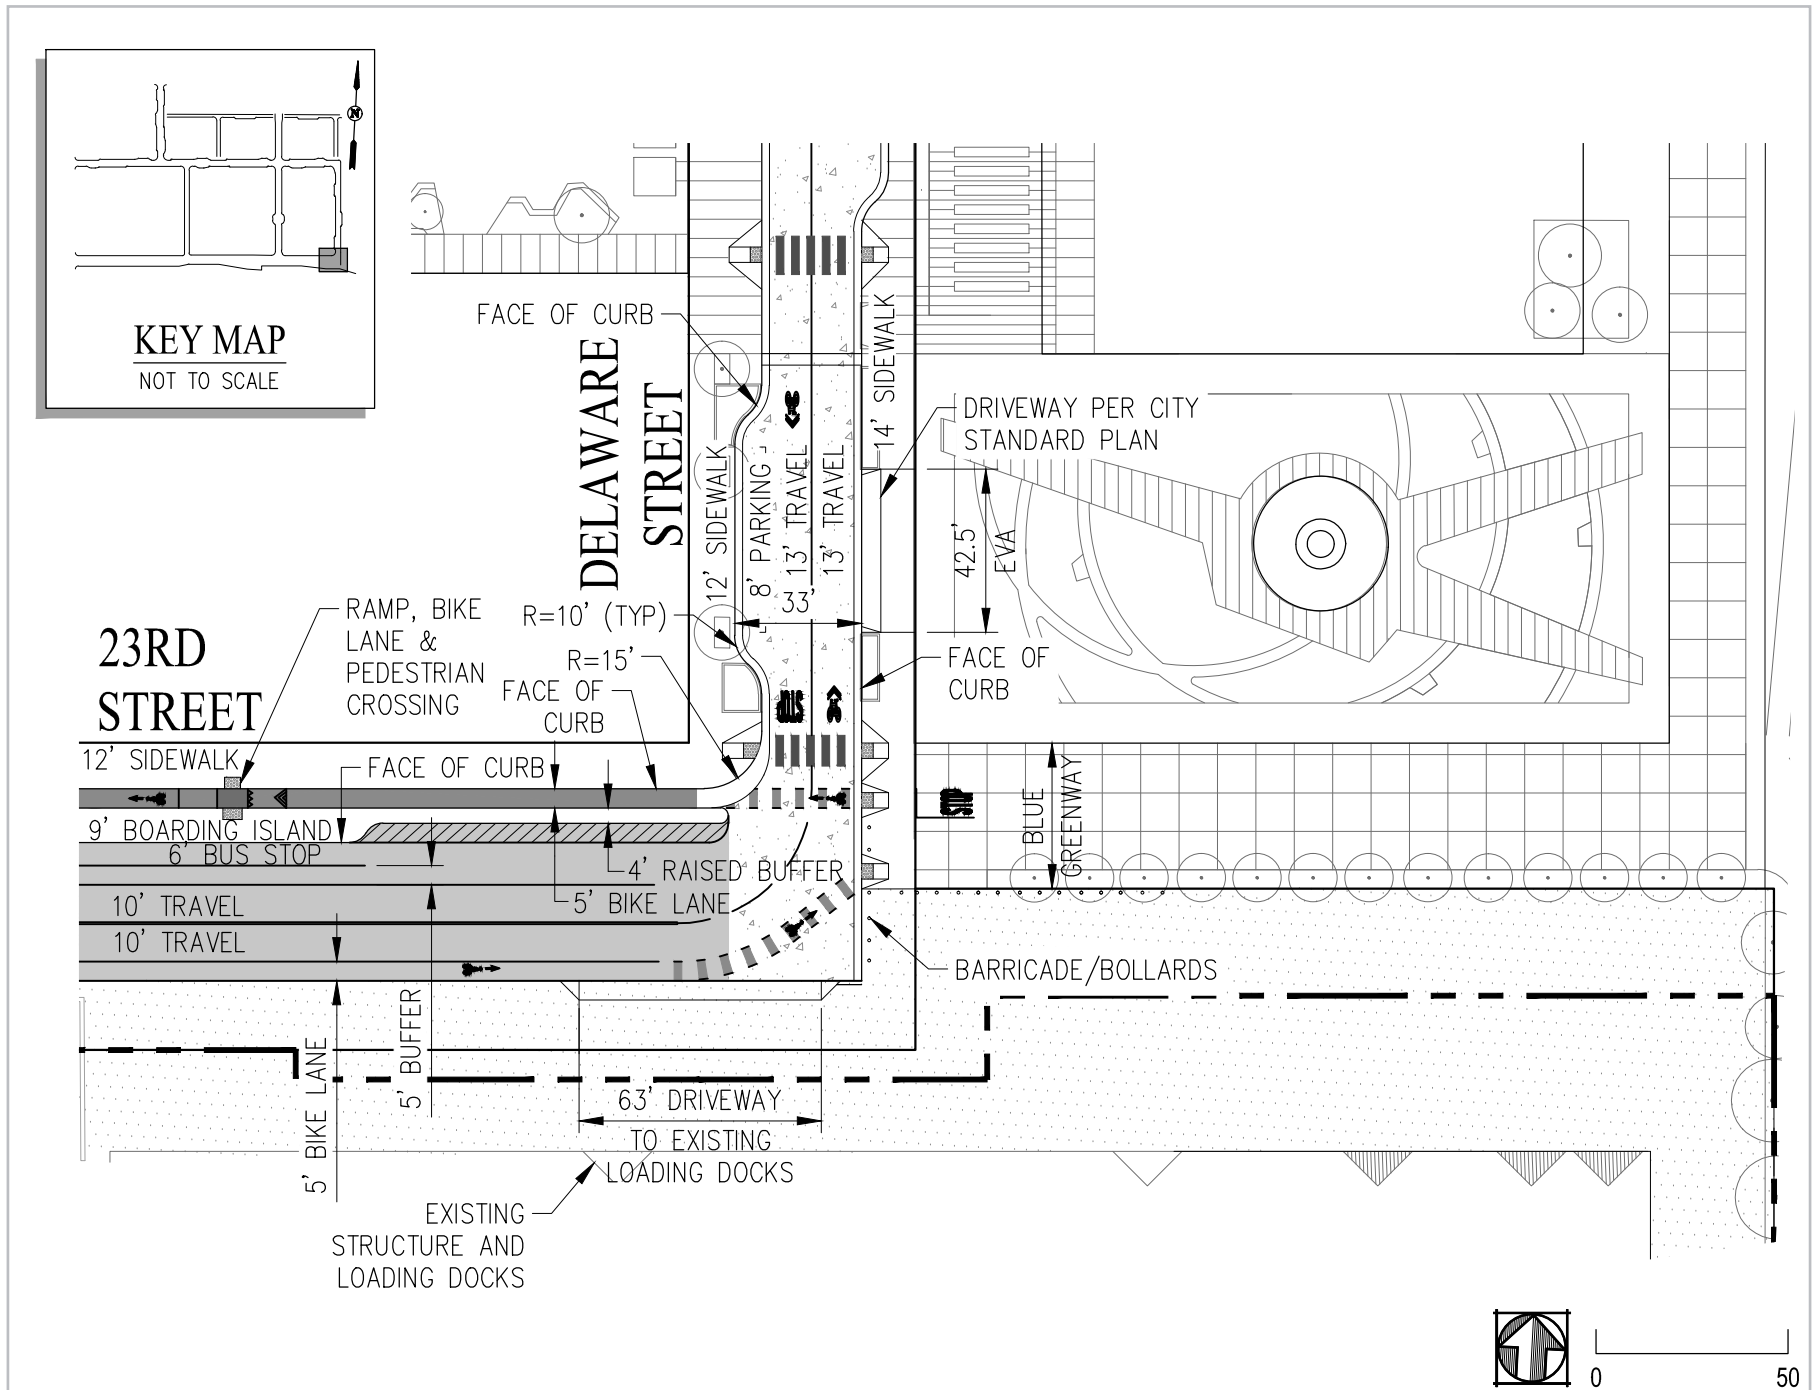 N
KEY MAP
NOT TO SCALE
FACE OF CURB
DELAWARE
STREET
14' SIDEWALK
DRIVEWAY PER CITY
STANDARD PLAN
12' SIDEWALK
8' PARKING
13' TRAVEL
13' TRAVEL
33'
42.5'
EVA
RAMP, BIKE
LANE &
PEDESTRIAN
CROSSING
R=10' (TYP)
R=15'
FACE OF
CURB
FACE OF
CURB
23RD
STREET
STOP
12' SIDEWALK
FACE OF CURB
STOP
BLUE
GREENWAY
9' BOARDING ISLAND
6' BUS STOP
4' RAISED BUFFER
5' BIKE LANE
10' TRAVEL
10' TRAVEL
BARRICADE/BOLLARDS
5' BIKE LANE
5' BUFFER
63' DRIVEWAY
TO EXISTING
LOADING DOCKS
EXISTING
STRUCTURE AND
LOADING DOCKS
0 50